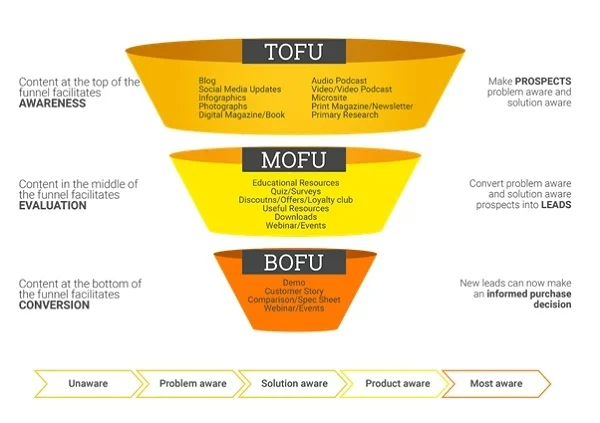 TOFU
Content at the top of the
funnel facilitates
AWARENESS
Blog
Social Media Updates
Infographics
Photographs
Digital Magazine/Book
Audio Podcast
Video/Video Podcast
Microsite
Print Magazine/Newsletter
Primary Research
Make PROSPECTS
problem aware and
solution aware
MOFU
Content in the middle of
the funnel facilitates
EVALUATION
Educational Resources
Quiz/Surveys
Discoutns/Offers/Loyalty club
Useful Resources
Downloads
Webinar/Events
Convert problem aware
and solution aware
prospects into LEADS
BOFU
Content at the bottom of
the funnel facilitates
CONVERSION
Demo
Customer Story
Comparison/Spec Sheet
Webinar/Events
New leads can now make
an informed purchase
decision
Unaware
Problem aware
Solution aware
Product aware
Most aware